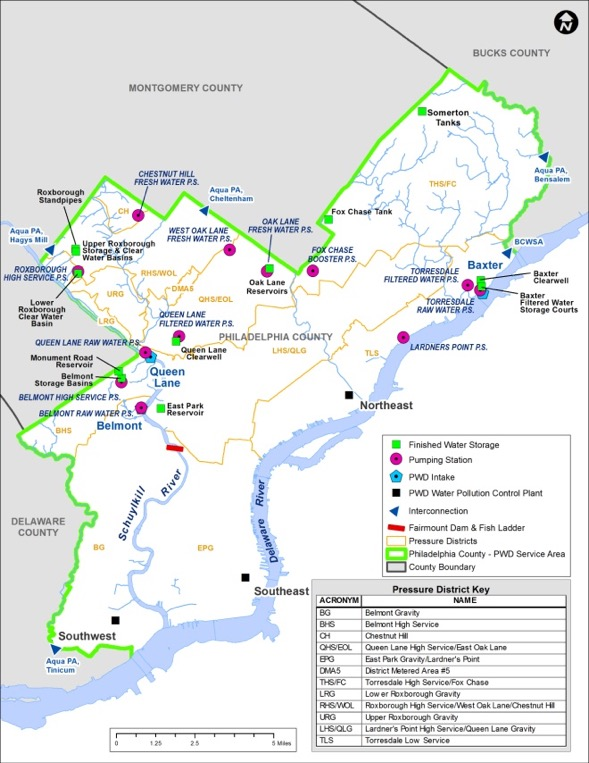 N
BUCKS COUNTY
MONTGOMERY COUNTY
Somerton
Tanks
Aqua PA,
Bensalem
THS/FC
CHESTNUT HILL
FRESH WATER P.S.
Roxborough
Standpipes
Aqua PA,
Cheltenham
CH
Fox Chase Tank
WEST OAK LANE
FRESH WATER P.S.
OAK LANE
FRESH WATER P.S.
Aqua PA,
Hagys Mill
Upper Roxborough
Storage & Clear
Water Basins
FOX CHASE
BOOSTER P.S.
BCWSA
Baxter
ROXBOROUGH
HIGH SERVICE P.S.
RHS/WOL
DMA5
QHS/EOL
URG
LRG
Oak Lane
Reservoirs
TORRESDALE
FILTERED WATER P.S.
Baxter
Clearwell
Baxter
Filtered Water
Storage Courts
TORRESDALE
RAW WATER P.S.
Lower
Roxborough
Clear Water
Basin
QUEEN LANE
FILTERED WATER P.S.
PHILADELPHIA COUNTY
QUEEN LANE RAW WATER P.S.
Queen Lane
Clearwell
LHS/QLG
TLS
LARDNERS POINT P.S.
Monument Road
Reservoir
Queen
Lane
Belmont
Storage Basins
BELMONT HIGH SERVICE P.S.
BELMONT RAW WATER P.S.
East Park
Reservoir
Northeast
Belmont
BHS
DELAWARE
COUNTY
Schuylkill River
Delaware River
BG
EPG
Southeast
Southwest
Aqua PA,
Tinicum
Finished Water Storage
Pumping Station
PWD Intake
PWD Water Pollution Control Plant
Interconnection
Fairmount Dam & Fish Ladder
Pressure Districts
Philadelphia County - PWD Service Area
County Boundary
Pressure District Key
ACRONYM NAME
BG Belmont Gravity
BHS Belmont High Service
CH Chestnut Hill
QHS/EOL Queen Lane High Service/East Oak Lane
EPG East Park Gravity/Lardner's Point
DMA5 District Metered Area #5
THS/FC Torresdale High Service/Fox Chase
LRG Lower Roxborough Gravity
RHS/WOL Roxborough High Service/West Oak Lane/Chestnut Hill
URG Upper Roxborough Gravity
LHS/QLG Lardner's Point High Service/Queen Lane Gravity
TLS Torresdale Low Service
0 1.25 2.5 5 Miles